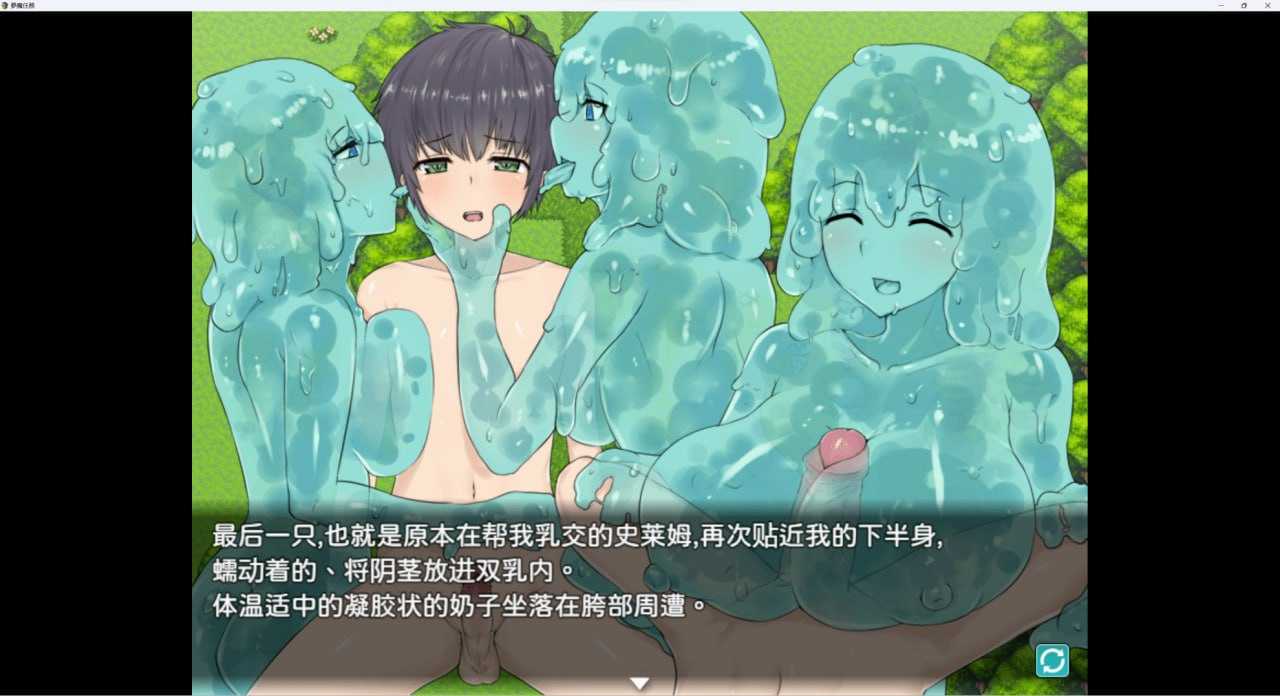 最后一只,也就是原本在帮我乳交的史莱姆,再次贴近我的下半身,
蠕动着的、将阴茎放进双乳内。
体温适中的凝胶状的奶子坐落在胯部周遭。